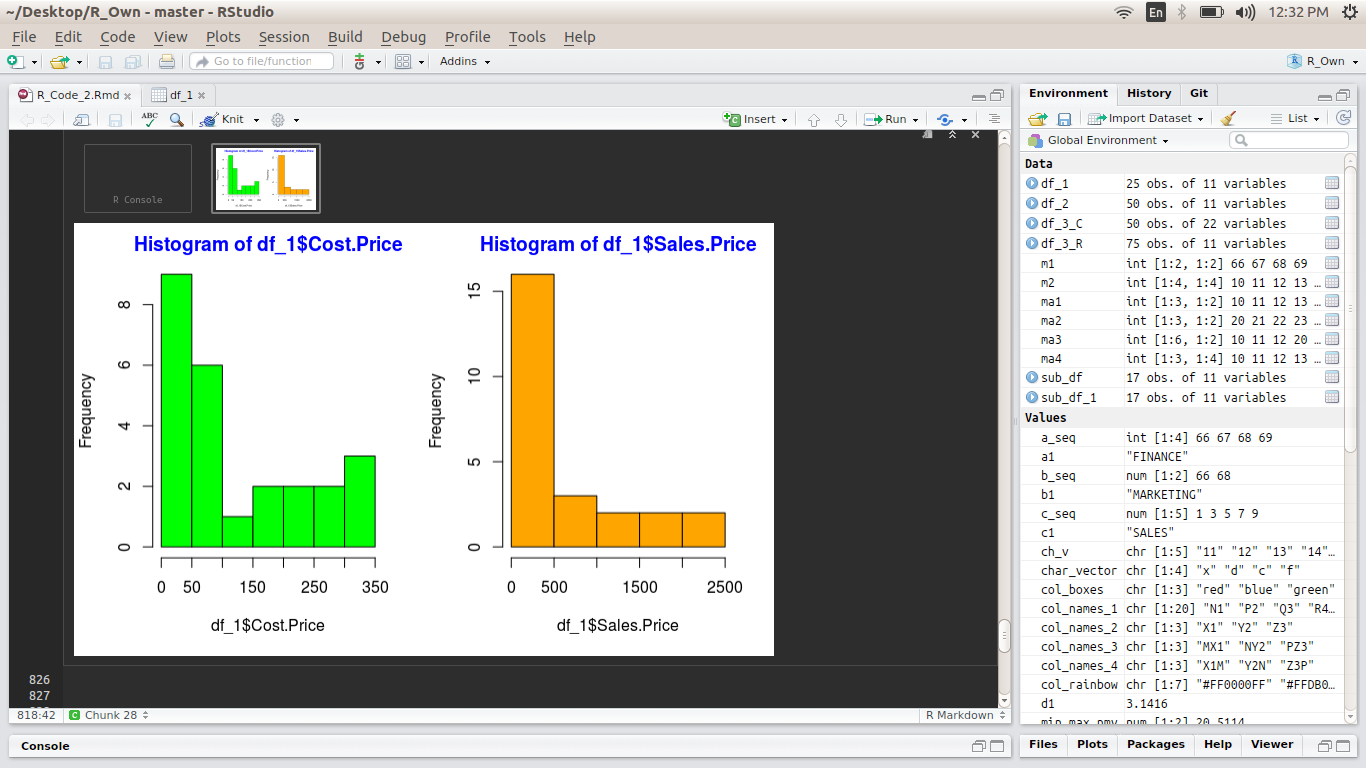 ~/Desktop/R_Own - master - RStudio
En
12:32 PM
File Edit Code View Plots Session Build Debug Profile Tools Help
Go to file/function
Addins
R_Own
R_Code_2.Rmd
df_1
ABC
Knit
Insert
Run
R Console
Histogram of df_1$Cost.Price
Frequency
0 2 4 6 8
0 50 150 250 350
df_1$Cost.Price
Histogram of df_1$Sales.Price
Frequency
0 5 10 15
0 500 1500 2500
df_1$Sales.Price
826
827
818:42
Chunk 28
R Markdown
Console
Environment History Git
Import Dataset
List
Global Environment
Data
df_1 25 obs. of 11 variables
df_2 50 obs. of 11 variables
df_3_C 50 obs. of 22 variables
df_3_R 75 obs. of 11 variables
m1 int [1:2, 1:2] 66 67 68 69
m2 int [1:4, 1:4] 10 11 12 13 …
ma1 int [1:3, 1:2] 10 11 12 13 …
ma2 int [1:3, 1:2] 20 21 22 23 …
ma3 int [1:6, 1:2] 10 11 12 20 …
ma4 int [1:3, 1:4] 10 11 12 13 …
sub_df 17 obs. of 11 variables
sub_df_1 17 obs. of 11 variables
Values
a_seq int [1:4] 66 67 68 69
a1 "FINANCE"
b_seq num [1:2] 66 68
b1 "MARKETING"
c_seq num [1:5] 1 3 5 7 9
c1 "SALES"
ch_v chr [1:5] "11" "12" "13" "14"…
char_vector chr [1:4] "x" "d" "c" "f"
col_boxes chr [1:3] "red" "blue" "green"
col_names_1 chr [1:20] "N1" "P2" "Q3" "R4…
col_names_2 chr [1:3] "X1" "Y2" "Z3"
col_names_3 chr [1:3] "MX1" "NY2" "PZ3"
col_names_4 chr [1:3] "X1M" "Y2N" "Z3P"
col_rainbow chr [1:7] "#FF0000FF" "#FFDB0…
d1 3.1416
Files Plots Packages Help Viewer